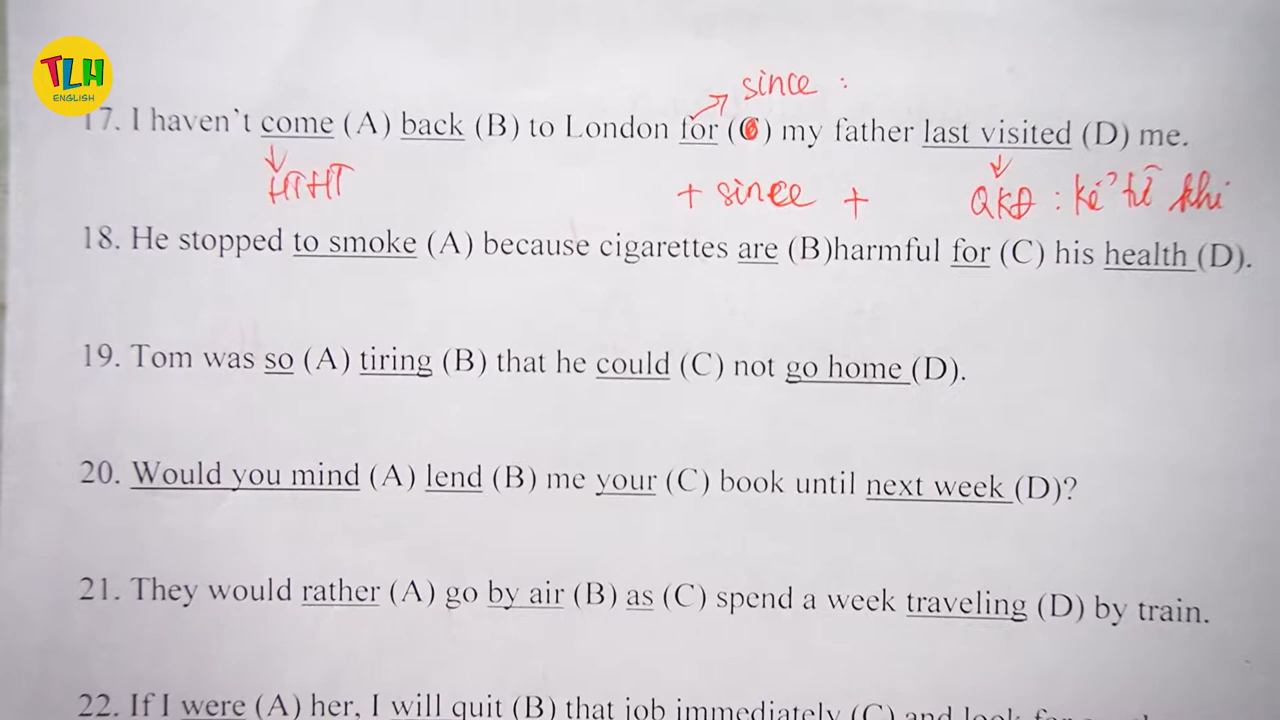 TLH
ENGLISH
since :
17. I haven`t come (A) back (B) to London for (C) my father last visited (D) me.
HTHT + since + QKĐ : kể từ khi
18. He stopped to smoke (A) because cigarettes are (B)harmful for (C) his health (D).
19. Tom was so (A) tiring (B) that he could (C) not go home (D).
20. Would you mind (A) lend (B) me your (C) book until next week (D)?
21. They would rather (A) go by air (B) as (C) spend a week traveling (D) by train.
22. If I were (A) her, I will quit (B) that job immediately (C) and look for